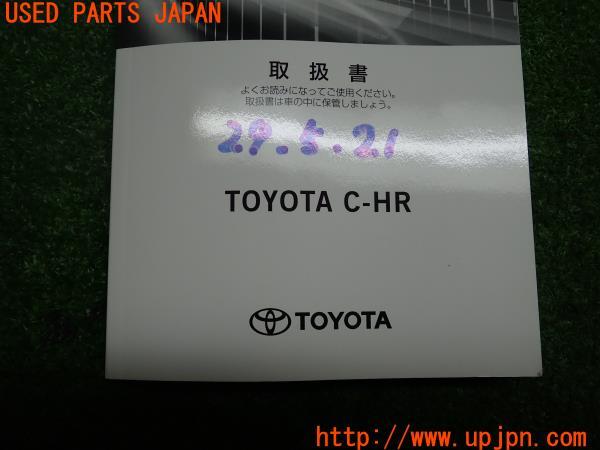 USED PARTS JAPAN
取扱書
よくお読みになってご使用ください。
取扱書は車の中に保管しましょう。
29.5.21
TOYOTA C-HR
TOYOTA
http://www.upjpn.com